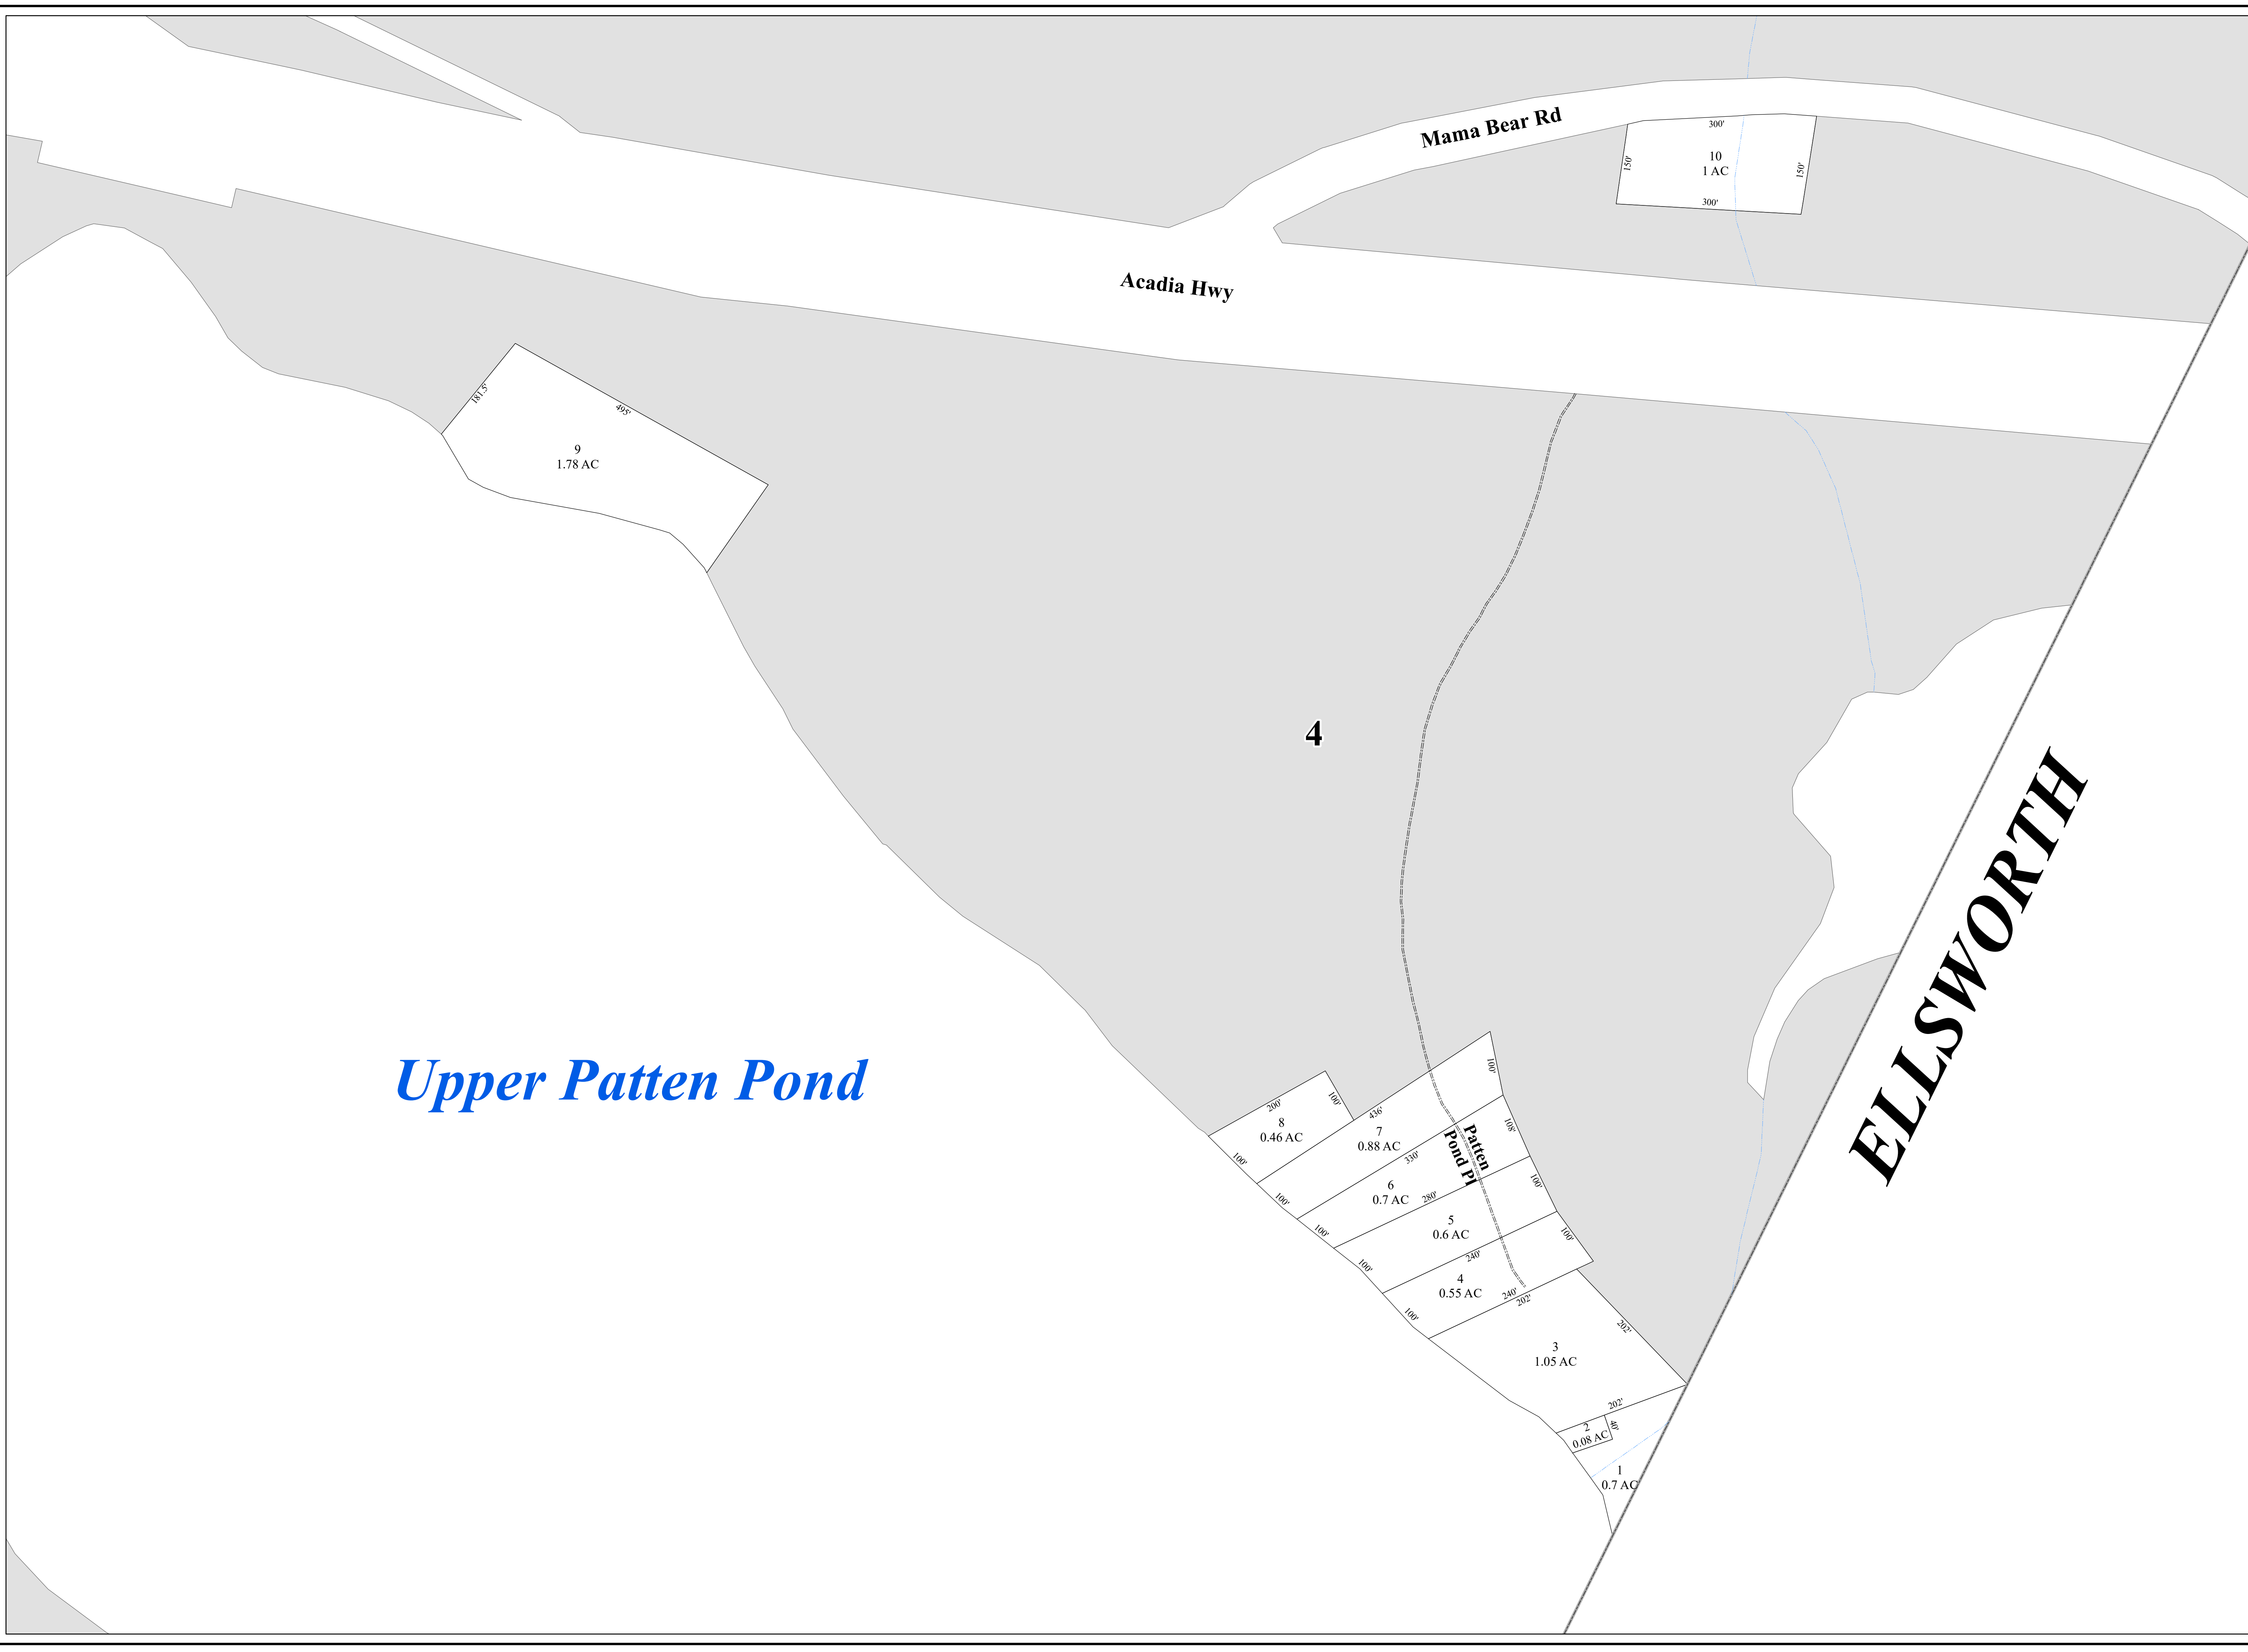 Mama Bear Rd
300'
150'
10
1 AC
150'
300'
Acadia Hwy
181.5'
495'
9
1.78 AC
4
ELLSWORTH
Upper Patten Pond
200'
100'
8
0.46 AC
100'
100'
436'
7
0.88 AC
100'
108'
Patten
Pond Pl
330'
6
0.7 AC
100'
100'
280'
5
0.6 AC
100'
100'
240'
4
0.55 AC
100'
240'
202'
202'
3
1.05 AC
202'
2
0.08 AC
40'
1
0.7 AC